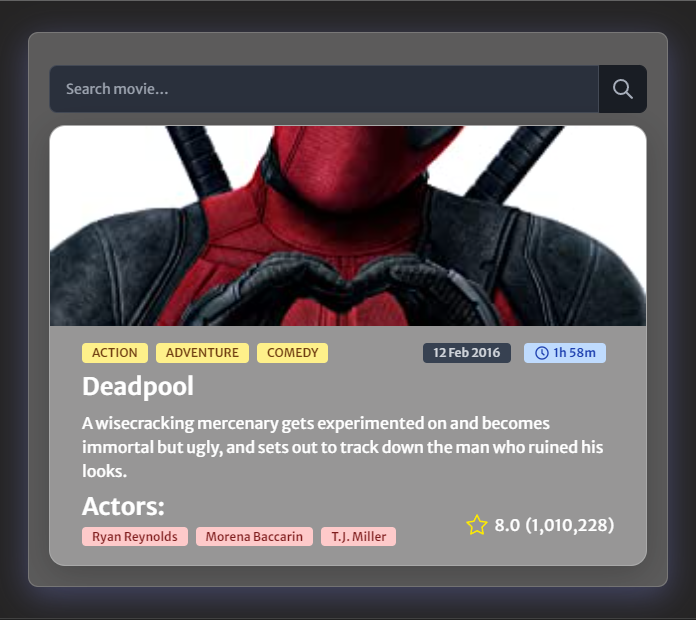 Search movie...
ACTION ADVENTURE COMEDY 12 Feb 2016 1h 58m
Deadpool
A wisecracking mercenary gets experimented on and becomes
immortal but ugly, and sets out to track down the man who ruined his
looks.
Actors:
Ryan Reynolds Morena Baccarin T.J. Miller 8.0 (1,010,228)